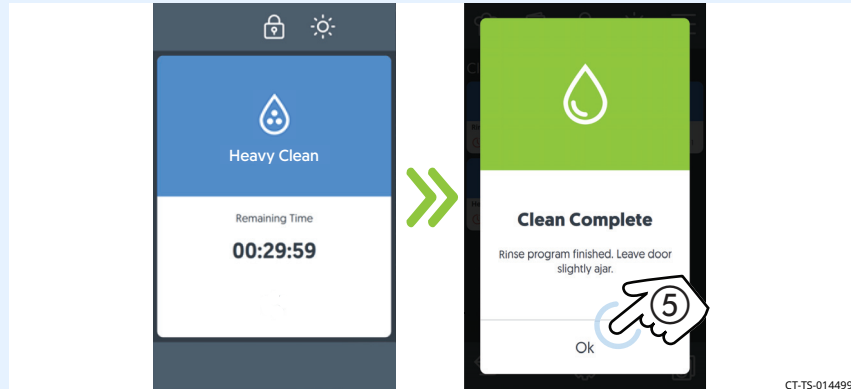 Heavy Clean
Remaining Time
00:29:59
Clean Complete
Rinse program finished. Leave door
slightly ajar.
5
Ok
CT-TS-014499